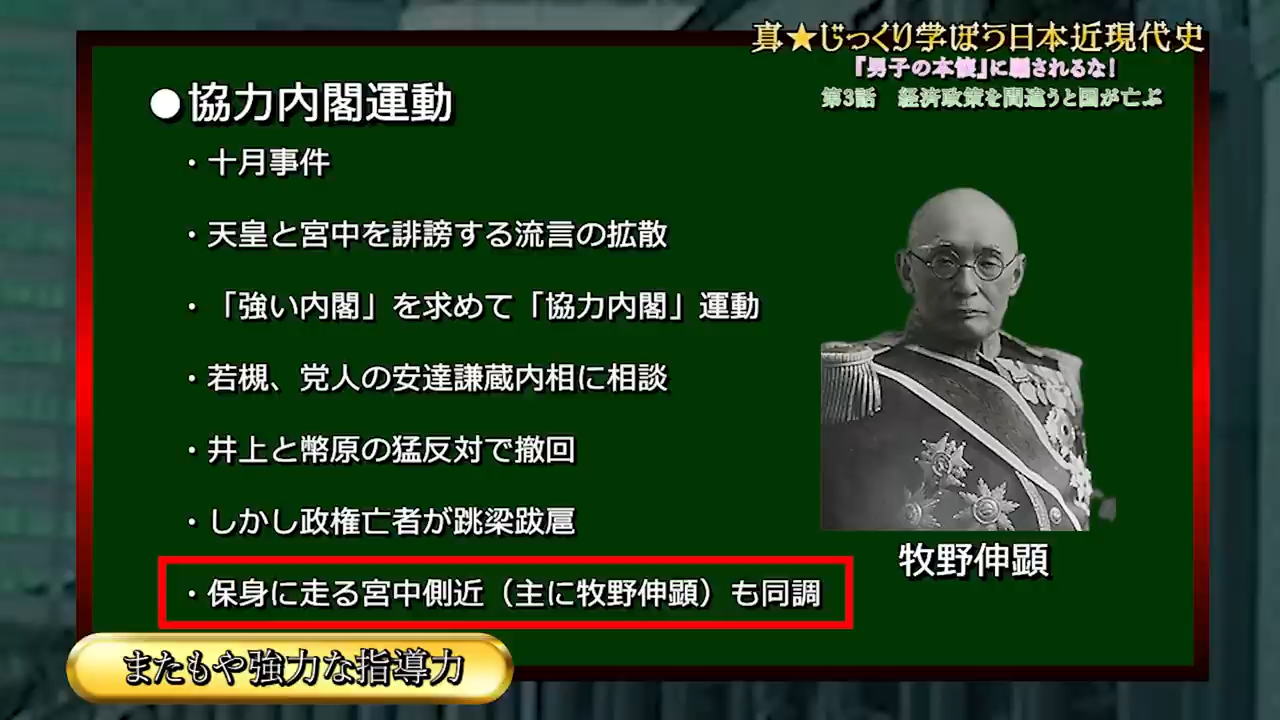 真★じっくり学ぼう日本近現代史
『男子の本懐』に騙されるな！
第3話　経済政策を間違うと国が亡ぶ
●協力内閣運動
・十月事件
・天皇と宮中を誹謗する流言の拡散
・「強い内閣」を求めて「協力内閣」運動
・若槻、党人の安達謙蔵内相に相談
・井上と幣原の猛反対で撤回
・しかし政権亡者が跳梁跋扈
・保身に走る宮中側近（主に牧野伸顕）も同調
牧野伸顕
またもや強力な指導力